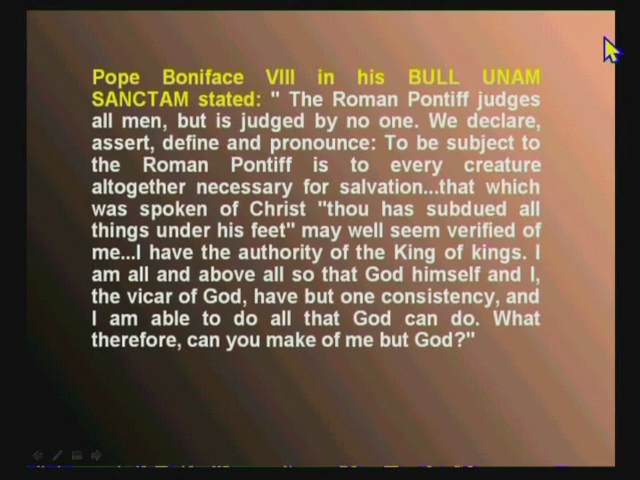 Pope Boniface VIII in his BULL UNAM
SANCTAM stated: " The Roman Pontiff judges
all men, but is judged by no one. We declare,
assert, define and pronounce: To be subject to
the Roman Pontiff is to every creature
altogether necessary for salvation...that which
was spoken of Christ "thou has subdued all
things under his feet" may well seem verified of
me...I have the authority of the King of kings. I
am all and above all so that God himself and I,
the vicar of God, have but one consistency, and
I am able to do all that God can do. What
therefore, can you make of me but God?"